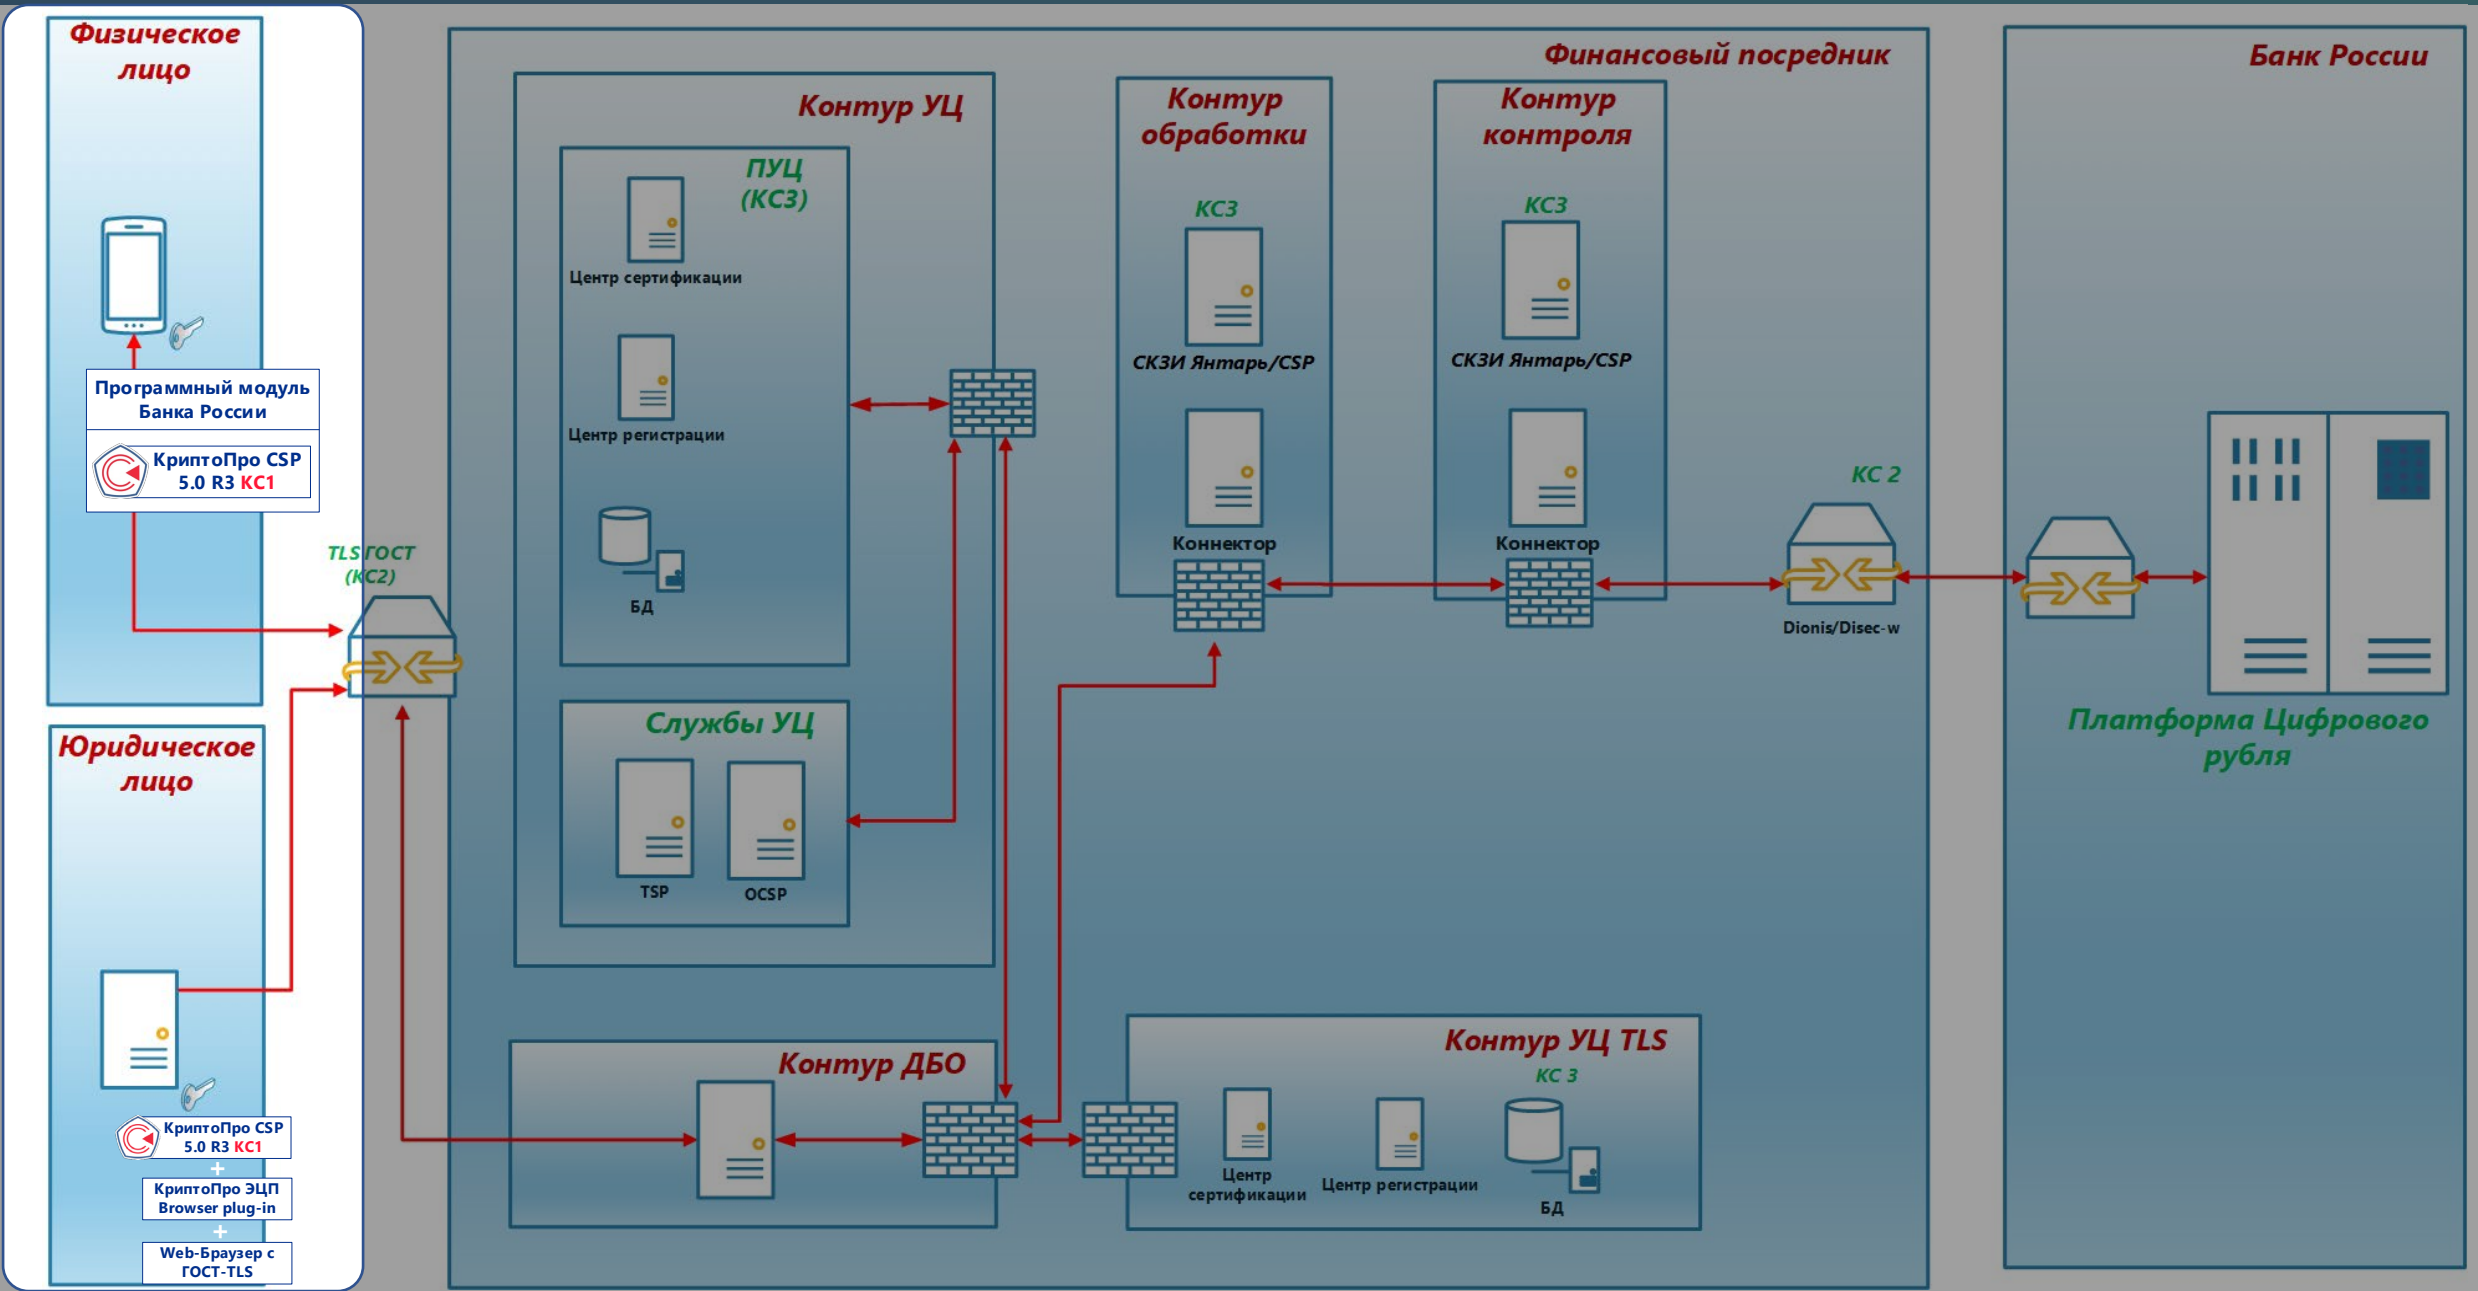 Физическое
лицо
Программный модуль
Банка России
КриптоПро CSP
5.0 R3 КС1
Юридическое
лицо
КриптоПро CSP
5.0 R3 КС1
+
КриптоПро ЭЦП
Browser plug-in
+
Web-Браузер с
ГОСТ-TLS
TLS ГОСТ
(КС2)
Финансовый посредник
Контур УЦ
ПУЦ
(КС3)
Центр сертификации
Центр регистрации
БД
Службы УЦ
TSP
OCSP
Контур
обработки
КС3
СКЗИ Янтарь/CSP
Коннектор
Контур
контроля
КС3
СКЗИ Янтарь/CSP
Коннектор
КС 2
Dionis/Disec-w
Контур ДБО
Контур УЦ TLS
КС 3
Центр
сертификации
Центр регистрации
БД
Банк России
Платформа Цифрового
рубля